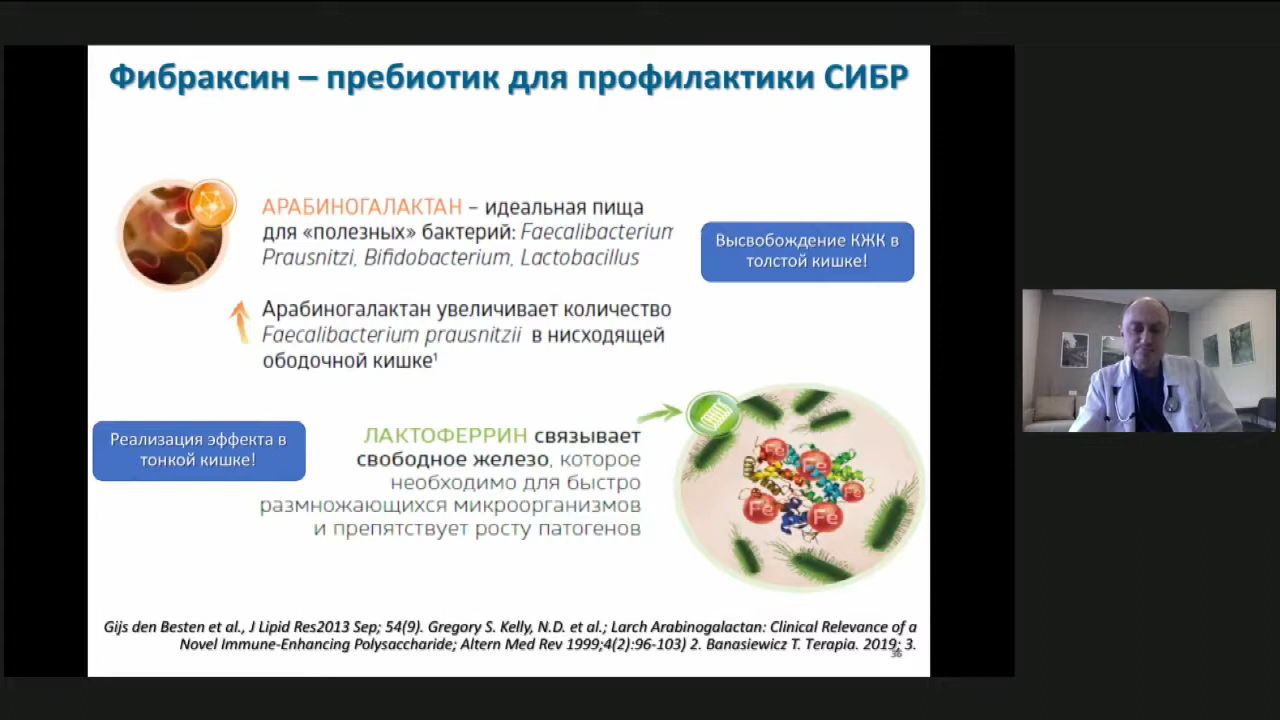 Фибраксин – пребиотик для профилактики СИБР
АРАБИНОГАЛАКТАН – идеальная пища
для «полезных» бактерий: Faecalibacterium
Prausnitzi, Bifidobacterium, Lactobacillus
Высвобождение КЖК в
толстой кишке!
Арабиногалактан увеличивает количество
Faecalibacterium prausnitzii в нисходящей
ободочной кишке¹
Реализация эффекта в
тонкой кишке!
ЛАКТОФЕРРИН связывает
свободное железо, которое
необходимо для быстро
размножающихся микроорганизмов
и препятствует росту патогенов
Fe
Fe
Fe
Fe
Fe
Gijs den Besten et al., J Lipid Res2013 Sep; 54(9). Gregory S. Kelly, N.D. et al.; Larch Arabinogalactan: Clinical Relevance of a
Novel Immune-Enhancing Polysaccharide; Altern Med Rev 1999;4(2):96-103) 2. Banasiewicz T. Terapia. 2019; 3.